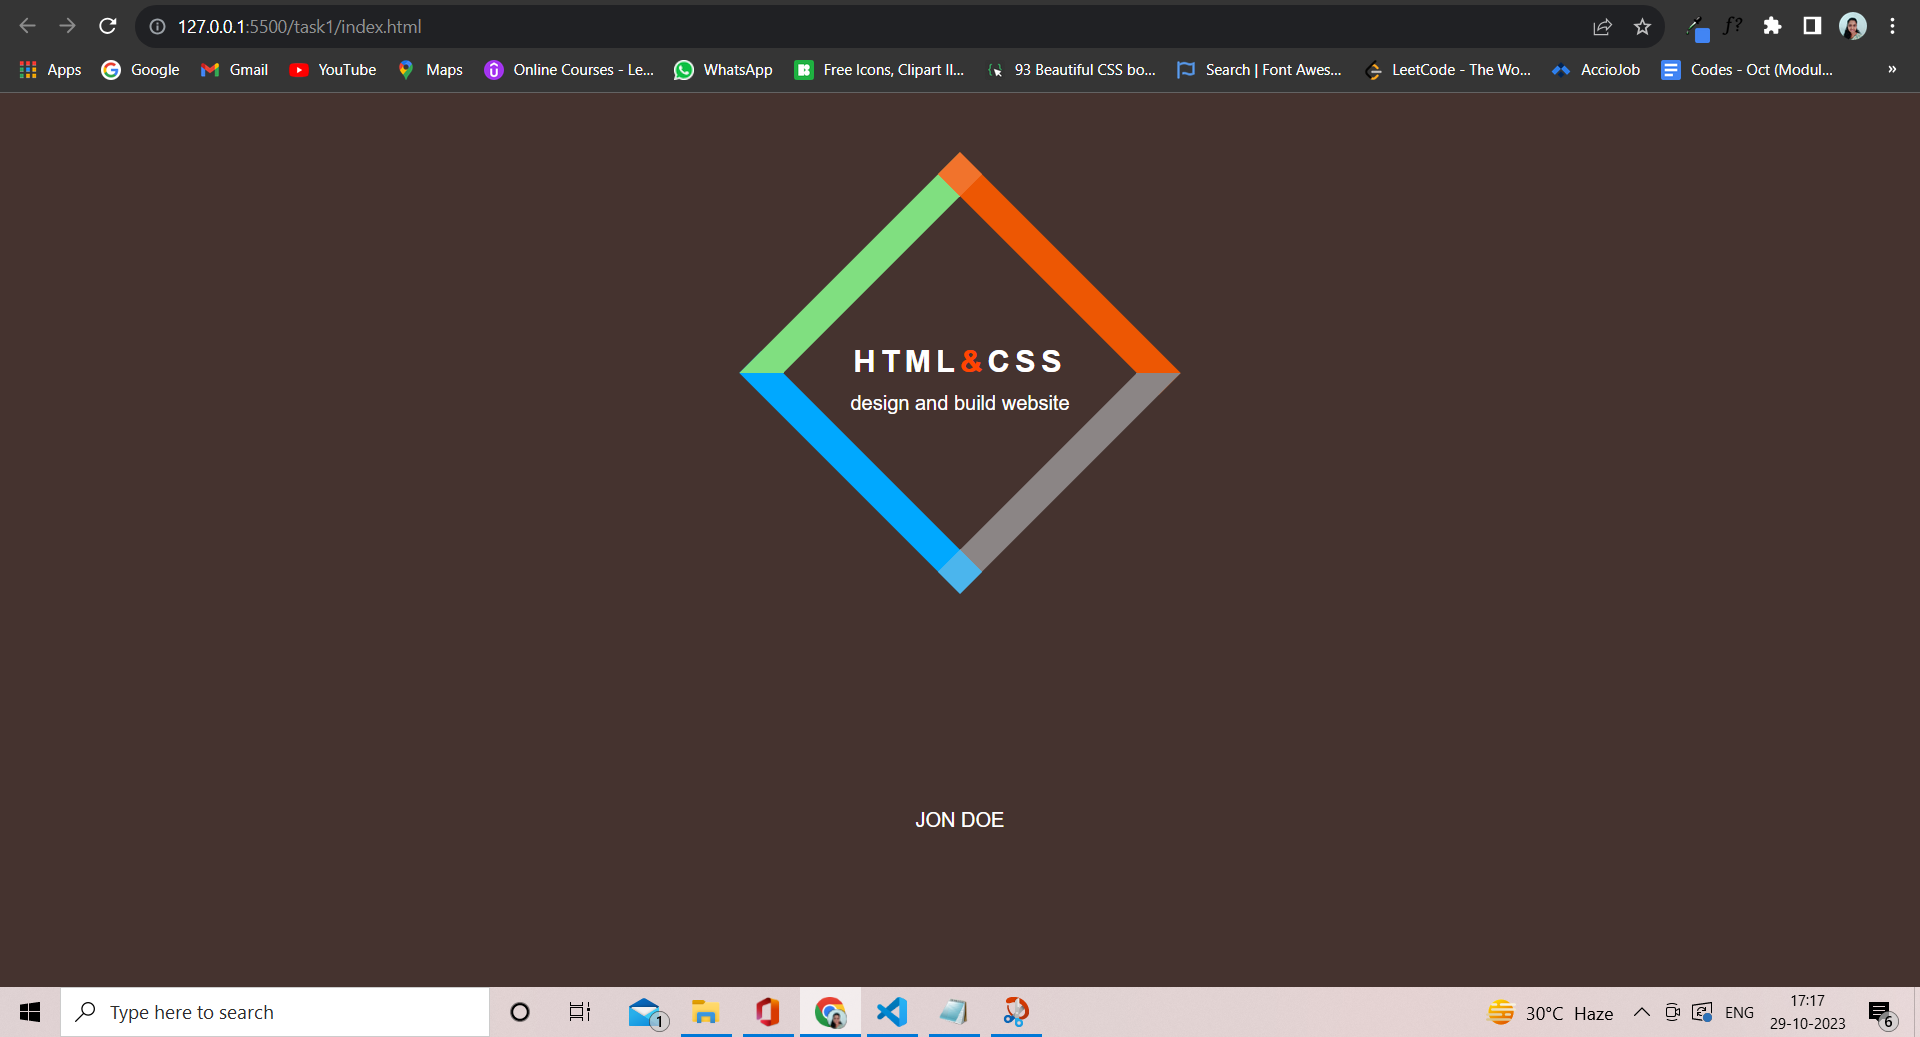 127.0.0.1:5500/task1/index.html
f?
Apps Google Gmail YouTube Maps Online Courses - Le... WhatsApp Free Icons, Clipart Il... 93 Beautiful CSS bo... Search | Font Awes... LeetCode - The Wo... AccioJob Codes - Oct (Modul... »
HTML&CSS
design and build website
JON DOE
Type here to search
1
30°C Haze
ENG
17:17
29-10-2023
6